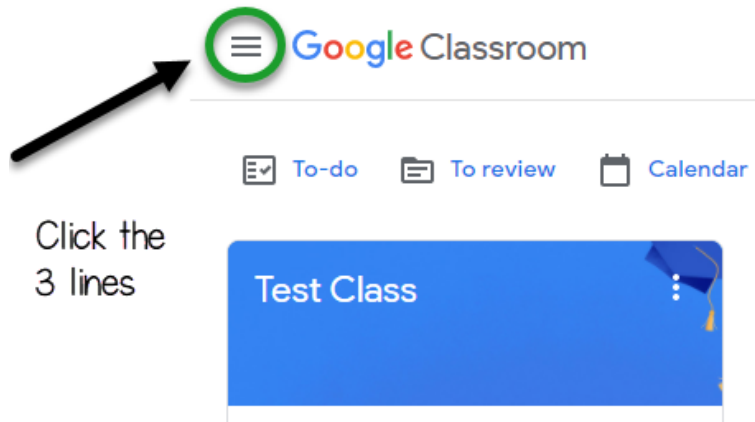 Google Classroom
To-do To review Calendar
Click the
3 lines
Test Class